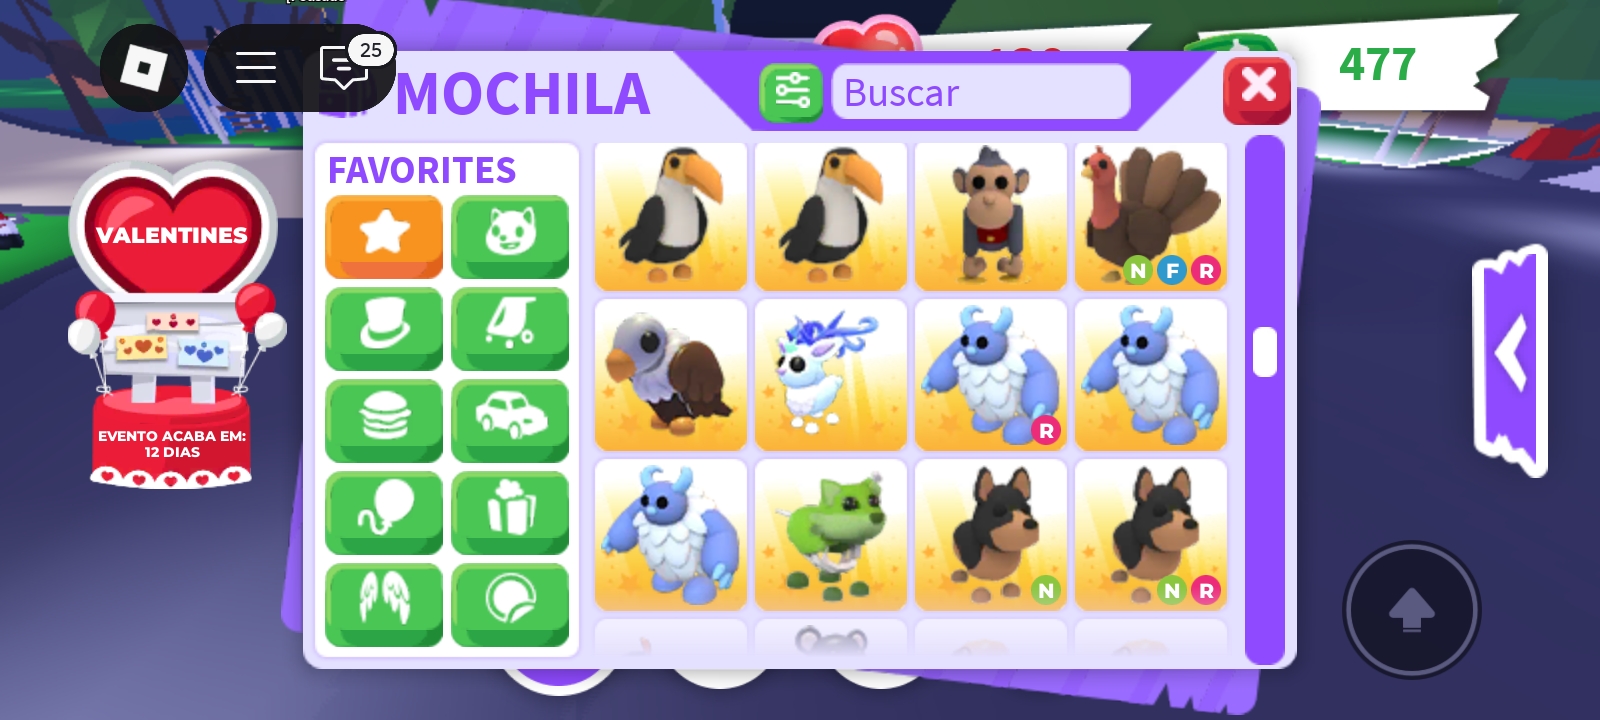 25
MOCHILA
Buscar
477
FAVORITES
VALENTINES
EVENTO ACABA EM:
12 DIAS
N F R
R
N
N R